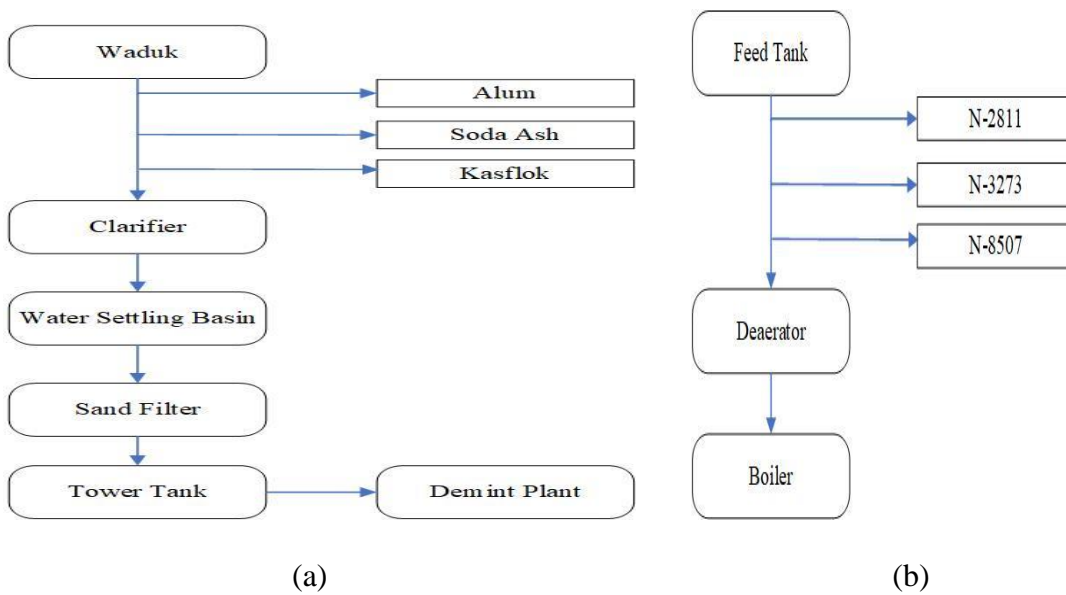 Waduk
Alum
Soda Ash
Kasflok
Clarifier
Water Settling Basin
Sand Filter
Tower Tank
Demint Plant
(a)
Feed Tank
N-2811
N-3273
N-8507
Deaerator
Boiler
(b)